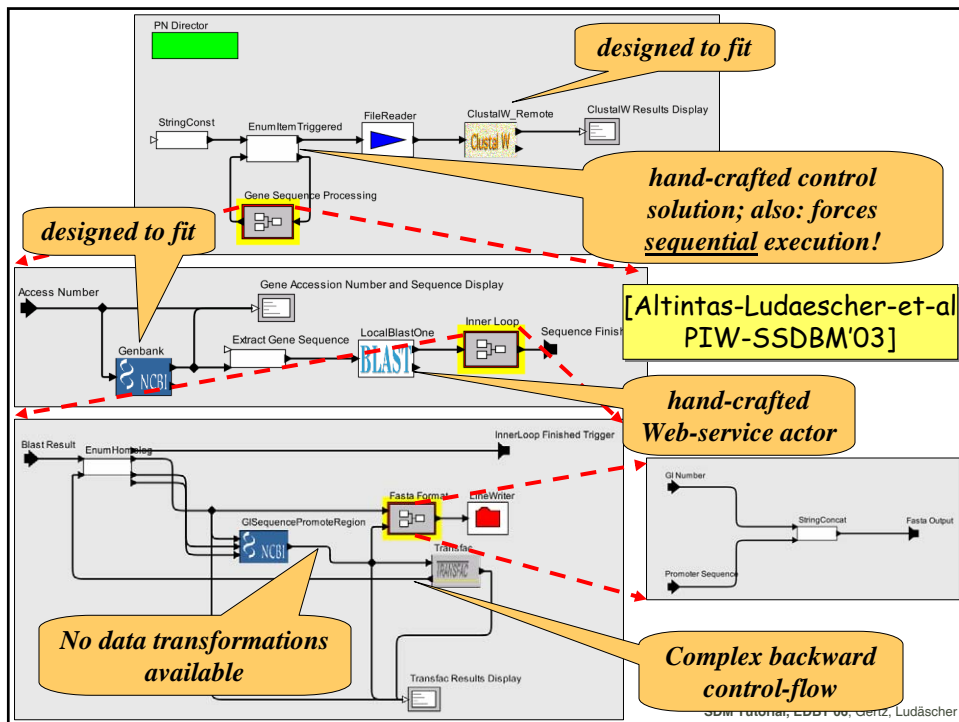 PN Director
designed to fit
StringConst
EnumItemTriggered
FileReader
ClustalW_Remote
ClustalW Results Display
Clustal W
Gene Sequence Processing
hand-crafted control
solution; also: forces
sequential execution!
designed to fit
Access Number
Gene Accession Number and Sequence Display
Genbank
NCBI
Extract Gene Sequence
LocalBlastOne
BLAST
Inner Loop
Sequence Finish
[Altintas-Ludaescher-et-al
PIW-SSDBM'03]
hand-crafted
Web-service actor
Blast Result
EnumHomolog
InnerLoop Finished Trigger
Fasta Format
LineWriter
GISequencePromoteRegion
NCBI
Transfac
TRANSFAC
GI Number
StringConcat
Fasta Output
Promoter Sequence
No data transformations
available
Complex backward
control-flow
Transfac Results Display
SDM Tutorial, EDBT 06, Gertz, Ludäscher